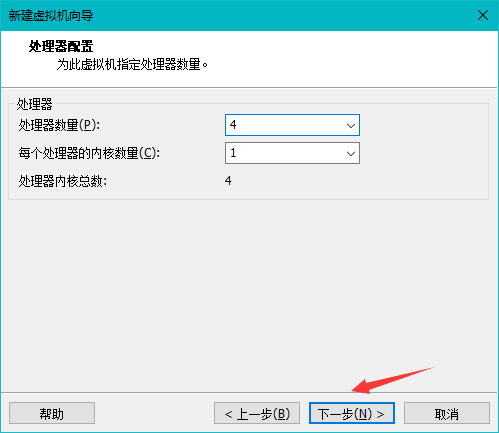 新建虚拟机向导
处理器配置
为此虚拟机指定处理器数量。
处理器
处理器数量(P): 4
每个处理器的内核数量(C): 1
处理器内核总数: 4
帮助 < 上一步(B) 下一步(N) > 取消